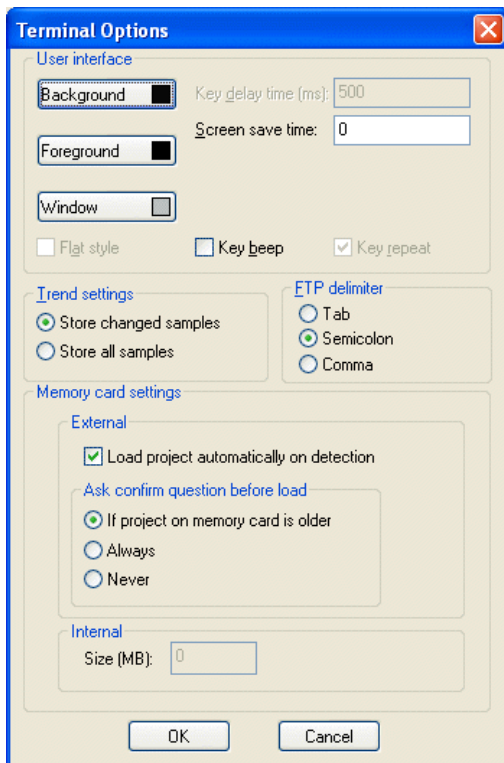 Terminal Options
User interface
Background
Key delay time (ms): 500
Screen save time: 0
Foreground
Window
Flat style Key beep Key repeat
Trend settings
Store changed samples
Store all samples
FTP delimiter
Tab
Semicolon
Comma
Memory card settings
External
Load project automatically on detection
Ask confirm question before load
If project on memory card is older
Always
Never
Internal
Size (MB): 0
OK Cancel